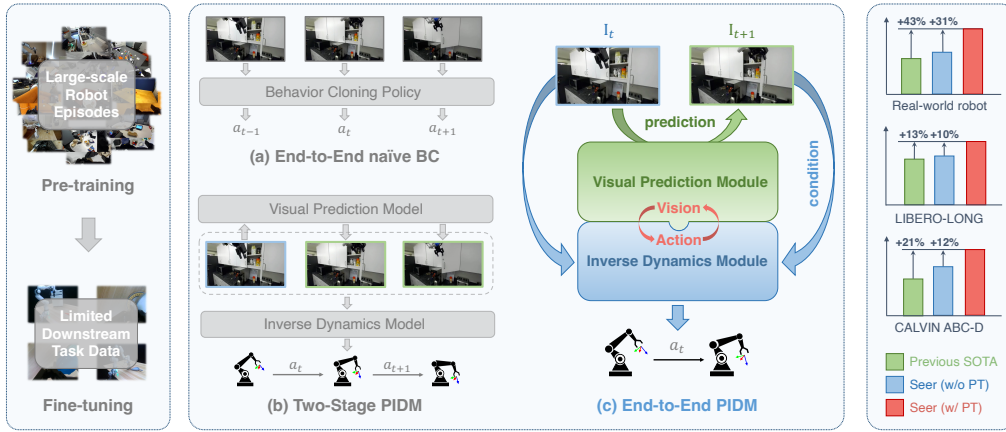 Large-scale
Robot
Episodes
Pre-training
Limited
Downstream
Task Data
Fine-tuning
Behavior Cloning Policy
a_{t−1}
a_t
a_{t+1}
(a) End-to-End naïve BC
Visual Prediction Model
Inverse Dynamics Model
a_t
a_{t+1}
(b) Two-Stage PIDM
I_t
I_{t+1}
prediction
condition
Visual Prediction Module
Vision
Action
Inverse Dynamics Module
a_t
(c) End-to-End PIDM
+43% +31%
Real-world robot
+13% +10%
LIBERO-LONG
+21% +12%
CALVIN ABC-D
Previous SOTA
Seer (w/o PT)
Seer (w/ PT)